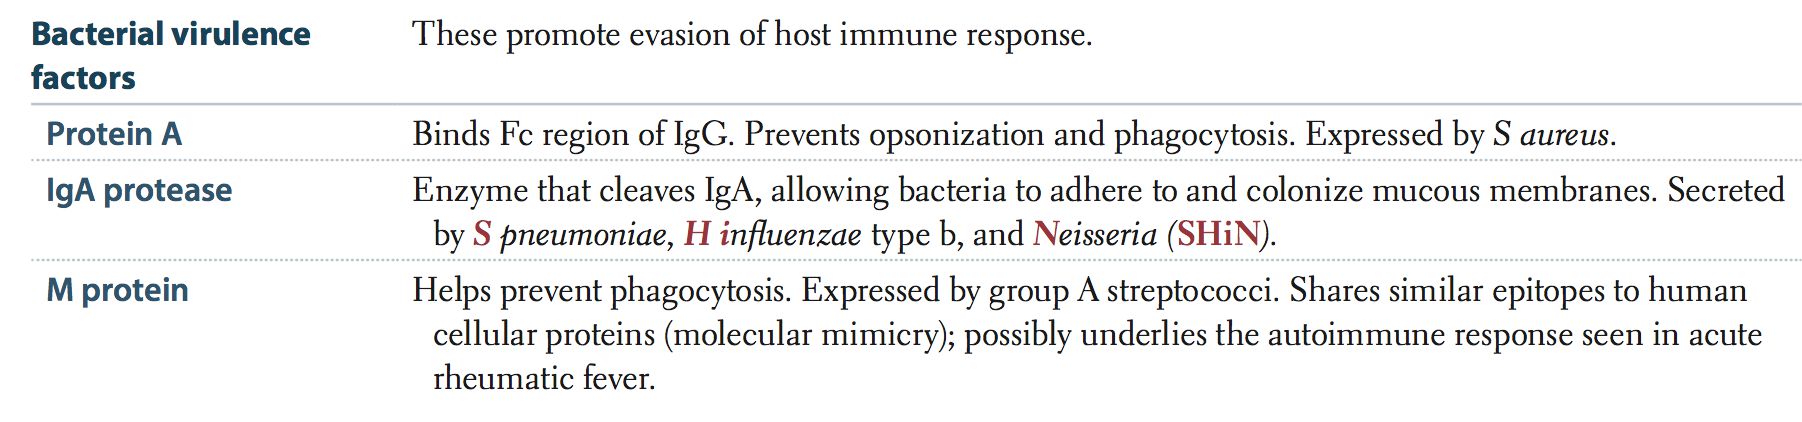 Bacterial virulence
factors
These promote evasion of host immune response.
Protein A
Binds Fc region of IgG. Prevents opsonization and phagocytosis. Expressed by S aureus.
IgA protease
Enzyme that cleaves IgA, allowing bacteria to adhere to and colonize mucous membranes. Secreted
by S pneumoniae, H influenzae type b, and Neisseria (SHiN).
M protein
Helps prevent phagocytosis. Expressed by group A streptococci. Shares similar epitopes to human
cellular proteins (molecular mimicry); possibly underlies the autoimmune response seen in acute
rheumatic fever.